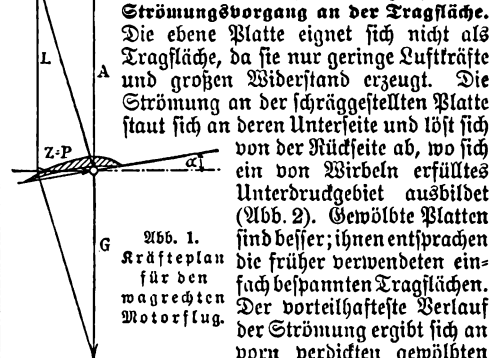 Strömungsvorgang an der Tragfläche.
Die ebene Platte eignet sich nicht als
Tragfläche, da sie nur geringe Luftkräfte
und großen Widerstand erzeugt. Die
Strömung an der schräggestellten Platte
staut sich an deren Unterseite und löst sich
von der Rückseite ab, wo sich
ein von Wirbeln erfülltes
Unterdruckgebiet ausbildet
(Abb. 2). Gewölbte Platten
sind besser; ihnen entsprachen
die früher verwendeten ein=
fach bespannten Tragflächen.
Der vorteilhafteste Verlauf
der Strömung ergibt sich an
vorn verdickten gewölbten
L
A
Z=P
α
G
Abb. 1.
Kräfteplan
für den
wagrechten
Motorflug.